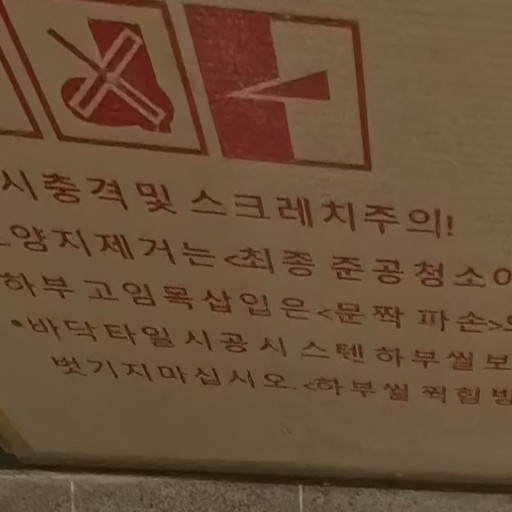 시충격및 스크레치주의!
양지제거는<최종 준공청소
하부고임목삽입은<문짝 파손>
•바닥타일시공시 스텐하부씰보
벗기지마십시오.<하부씰 찍힘방